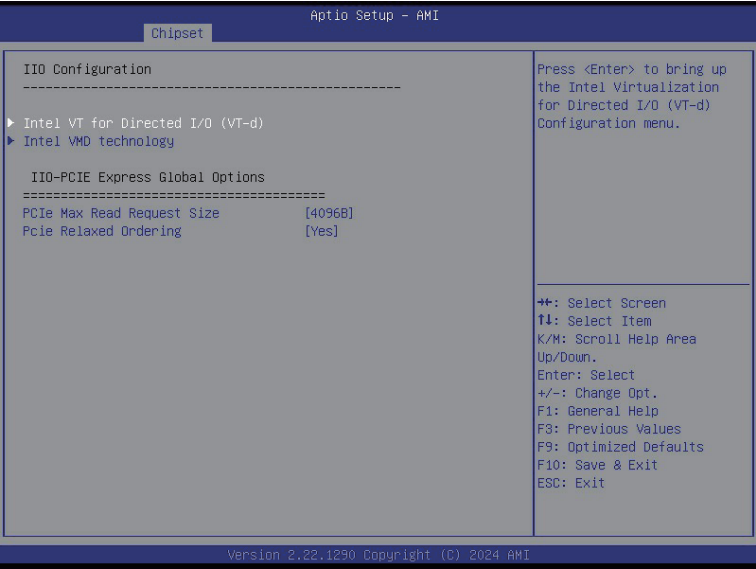 Aptio Setup – AMI
Chipset
IIO Configuration
--------------------------------------------------
Intel VT for Directed I/O (VT-d)
Intel VMD technology
IIO-PCIE Express Global Options
========================================
PCIe Max Read Request Size [4096B]
Pcie Relaxed Ordering [Yes]
Press <Enter> to bring up
the Intel Virtualization
for Directed I/O (VT-d)
Configuration menu.
→←: Select Screen
↑↓: Select Item
K/M: Scroll Help Area
Up/Down.
Enter: Select
+/-: Change Opt.
F1: General Help
F3: Previous Values
F9: Optimized Defaults
F10: Save & Exit
ESC: Exit
Version 2.22.1290 Copyright (C) 2024 AMI